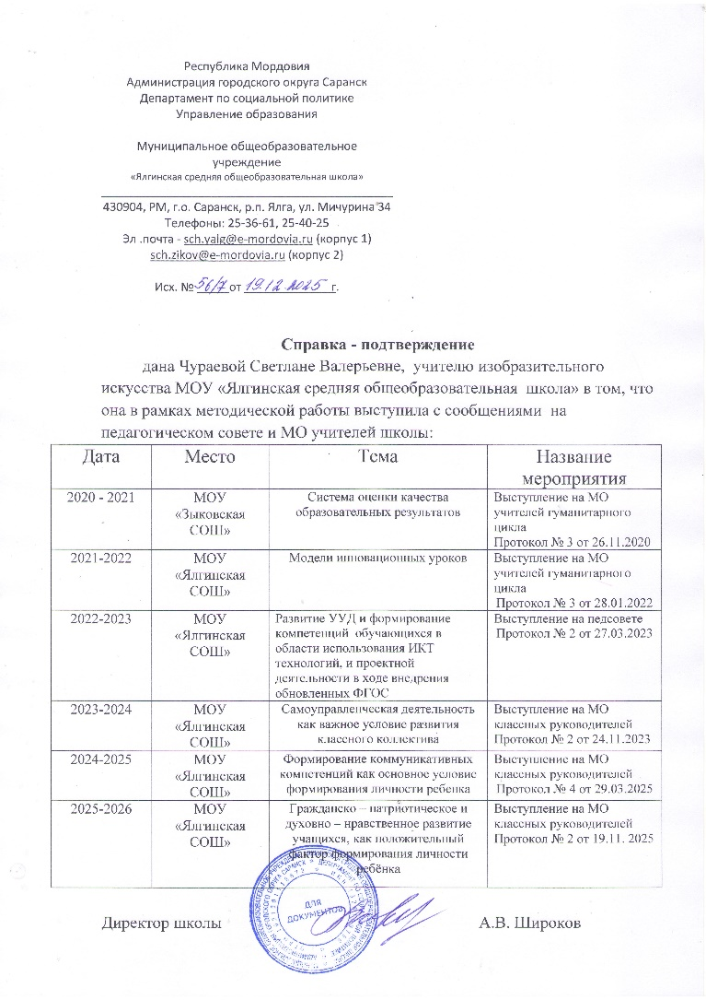 Республика Мордовия
Администрация городского округа Саранск
Департамент по социальной политике
Управление образования
Муниципальное общеобразовательное
учреждение
«Ялгинская средняя общеобразовательная школа»
430904, РМ, г.о. Саранск, р.п. Ялга, ул. Мичурина 34
Телефоны: 25-36-61, 25-40-25
Эл .почта - sch.yalg@e-mordovia.ru (корпус 1)
sch.zikov@e-mordovia.ru (корпус 2)
Исх. № 56/7 от 19.12.2025 г.
Справка - подтверждение
дана Чураевой Светлане Валерьевне, учителю изобразительного
искусства МОУ «Ялгинская средняя общеобразовательная школа» в том, что
она в рамках методической работы выступила с сообщениями на
педагогическом совете и МО учителей школы:
Дата Место Тема Название
мероприятия
2020 - 2021 МОУ Система оценки качества Выступление на МО
«Зыковская образовательных результатов учителей гуманитарного
СОШ» цикла
Протокол № 3 от 26.11.2020
2021-2022 МОУ Модели инновационных уроков Выступление на МО
«Ялгинская учителей гуманитарного
СОШ» цикла
Протокол № 3 от 28.01.2022
2022-2023 МОУ Развитие УУД и формирование Выступление на педсовете
«Ялгинская компетенций обучающихся в Протокол № 2 от 27.03.2023
СОШ» области использования ИКТ
технологий, и проектной
деятельности в ходе внедрения
обновленных ФГОС
2023-2024 МОУ Самоуправленческая деятельность Выступление на МО
«Ялгинская как важное условие развития классных руководителей
СОШ» классного коллектива Протокол № 2 от 24.11.2023
2024-2025 МОУ Формирование коммуникативных Выступление на МО
«Ялгинская компетенций как основное условие классных руководителей
СОШ» формирования личности ребенка Протокол № 4 от 29.03.2025
2025-2026 МОУ Гражданско – патриотическое и Выступление на МО
«Ялгинская духовно – нравственное развитие классных руководителей
СОШ» учащихся, как положительный Протокол № 2 от 19.11. 2025
фактор формирования личности
ребёнка
ДЛЯ
ДОКУМЕНТОВ
Директор школы А.В. Широков